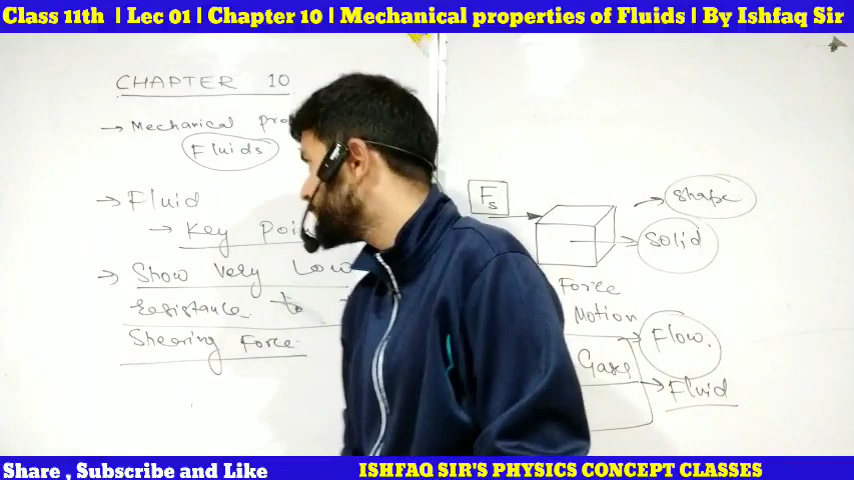 Class 11th | Lec 01 | Chapter 10 | Mechanical properties of Fluids | By Ishfaq Sir
CHAPTER 10
→ Mechanical
Fluids
→ Fluid
→ Key
→ Show very Low
resistance to
Shearing Force.
Fs
→ shape
solid
Force
Motion
Flow.
Gases
Fluid
Share , Subscribe and Like
ISHFAQ SIR'S PHYSICS CONCEPT CLASSES